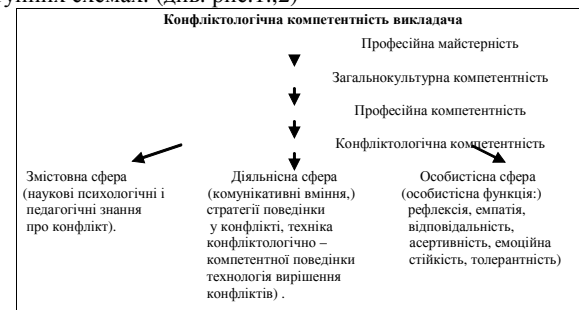 тупних схемах. (див. рис.1.,2)
Конфліктологічна компетентність викладача
Професійна майстерність
Загальнокультурна компетентність
Професійна компетентність
Конфліктологічна компетентність
Змістовна сфера
(наукові психологічні і
педагогічні знання
про конфлікт).
Діяльнісна сфера
(комунікативні вміння,)
стратегії поведінки
у конфлікті, техніка
конфліктологічно –
компетентної поведінки
технологія вирішення
конфліктів) .
Особистісна сфера
(особистісна функція:)
рефлексія, емпатія,
відповідальність,
асертивність, емоційна
стійкість, толерантність)